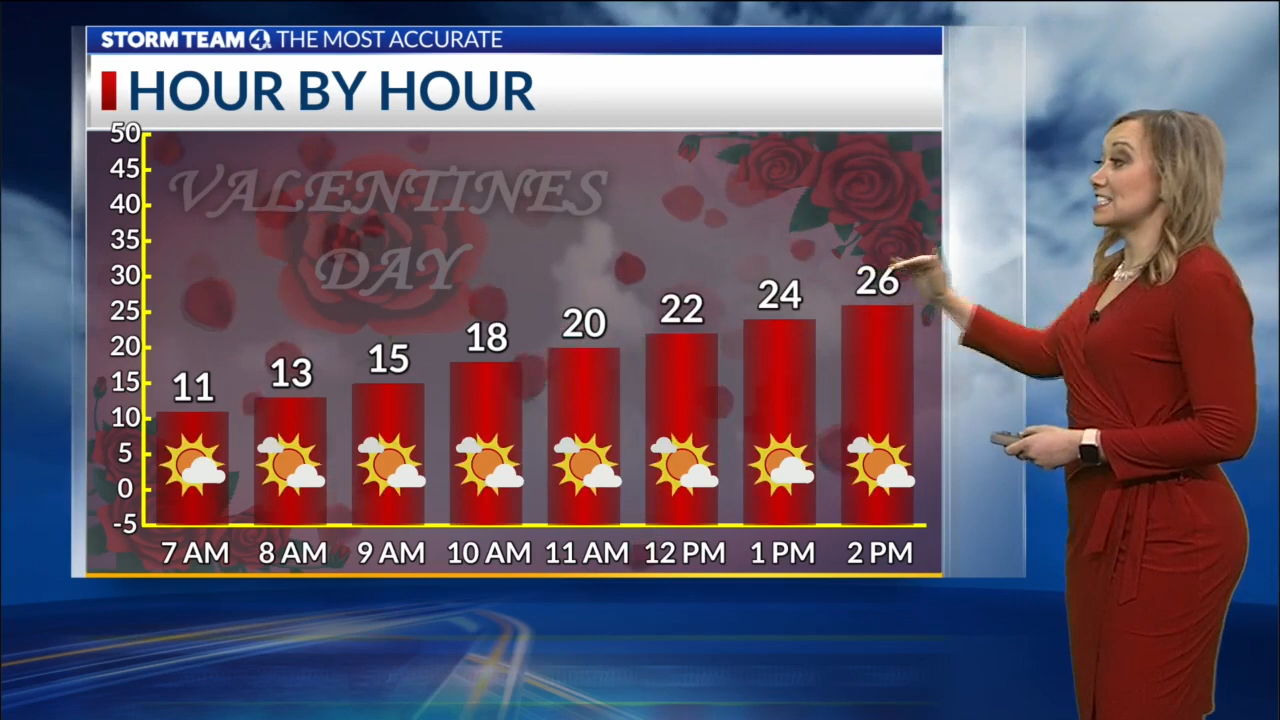 STORM TEAM 4 THE MOST ACCURATE
HOUR BY HOUR
VALENTINES
DAY
50
45
40
35
30
25
20
15
10
5
0
-5
11 13 15 18 20 22 24 26
7 AM 8 AM 9 AM 10 AM 11 AM 12 PM 1 PM 2 PM